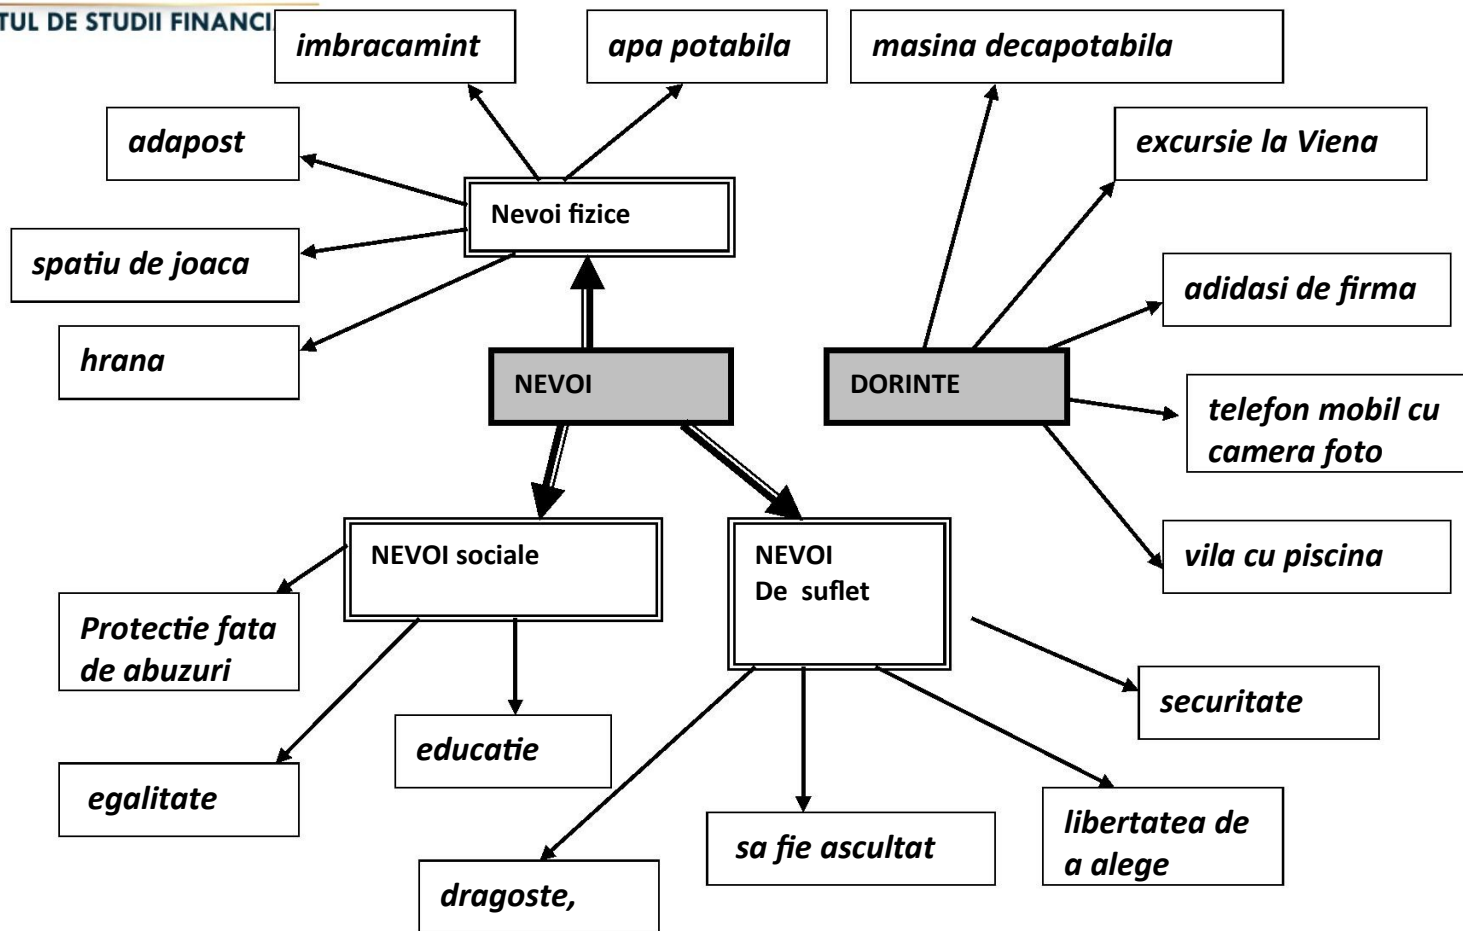 TUL DE STUDII FINANCI
imbracamint
apa potabila
masina decapotabila
adapost
excursie la Viena
Nevoi fizice
spatiu de joaca
adidasi de firma
hrana
NEVOI
DORINTE
telefon mobil cu
camera foto
NEVOI sociale
NEVOI
De suflet
vila cu piscina
Protectie fata
de abuzuri
securitate
educatie
egalitate
sa fie ascultat
libertatea de
a alege
dragoste,